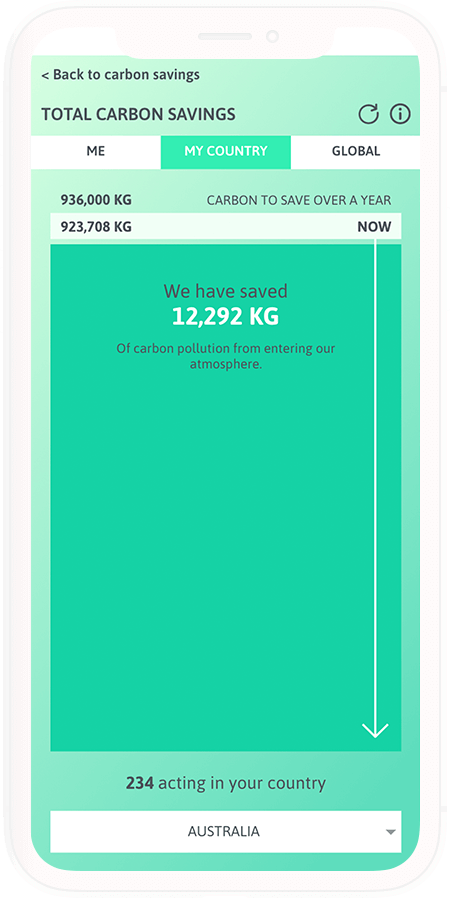 < Back to carbon savings
TOTAL CARBON SAVINGS
ME MY COUNTRY GLOBAL
936,000 KG CARBON TO SAVE OVER A YEAR
923,708 KG NOW
We have saved
12,292 KG
Of carbon pollution from entering our
atmosphere.
234 acting in your country
AUSTRALIA